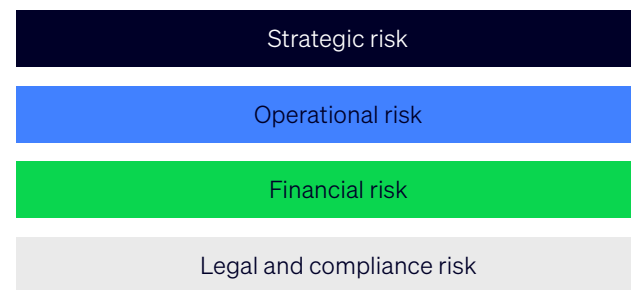 Strategic risk
Operational risk
Financial risk
Legal and compliance risk